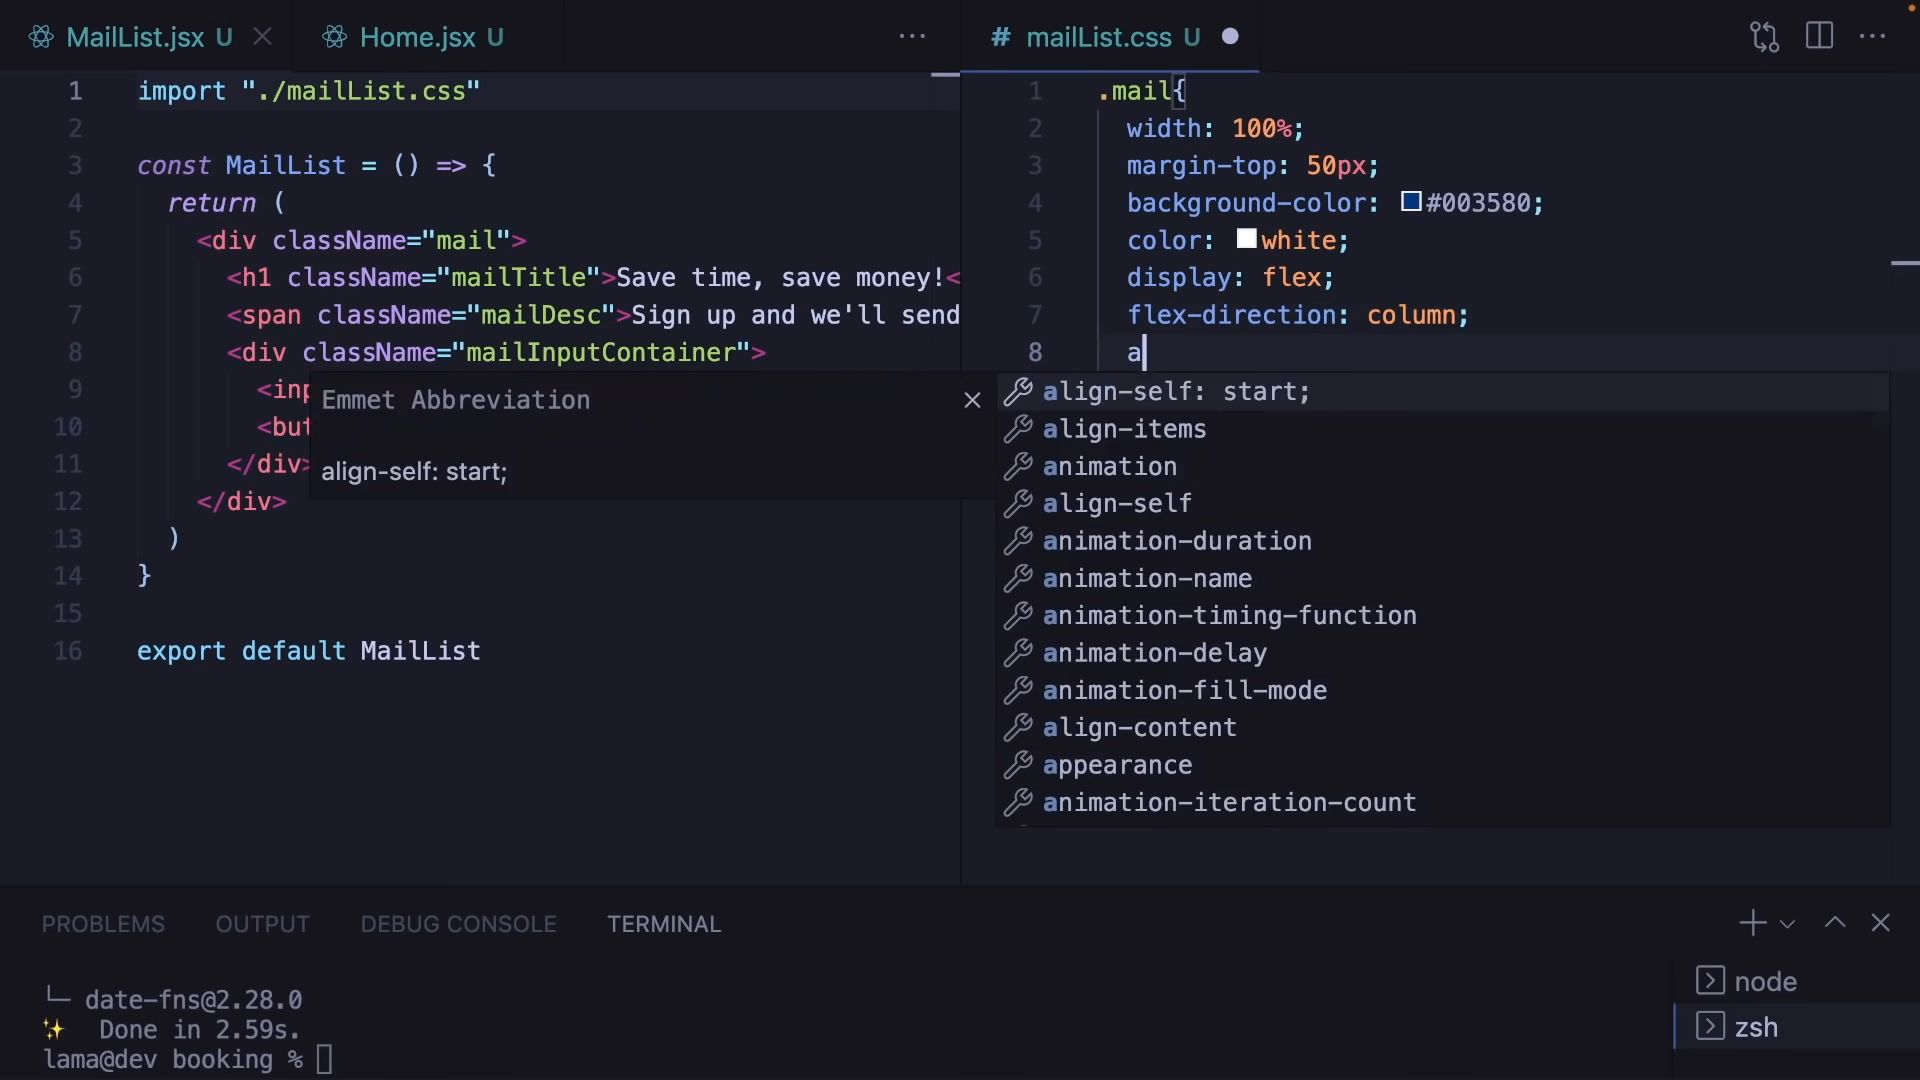 MailList.jsx U
Home.jsx U
1 import "./mailList.css"
2
3 const MailList = () => {
4 return (
5 <div className="mail">
6 <h1 className="mailTitle">Save time, save money!<
7 <span className="mailDesc">Sign up and we'll send
8 <div className="mailInputContainer">
9 <inp
10 <but
11 </div>
12 </div>
13 )
14 }
15
16 export default MailList
Emmet Abbreviation
align-self: start;
# mailList.css U
1 .mail{
2 width: 100%;
3 margin-top: 50px;
4 background-color: #003580;
5 color: white;
6 display: flex;
7 flex-direction: column;
8 a
align-self: start;
align-items
animation
align-self
animation-duration
animation-name
animation-timing-function
animation-delay
animation-fill-mode
align-content
appearance
animation-iteration-count
PROBLEMS OUTPUT DEBUG CONSOLE TERMINAL
└─ date-fns@2.28.0
✨ Done in 2.59s.
lama@dev booking %
node
zsh